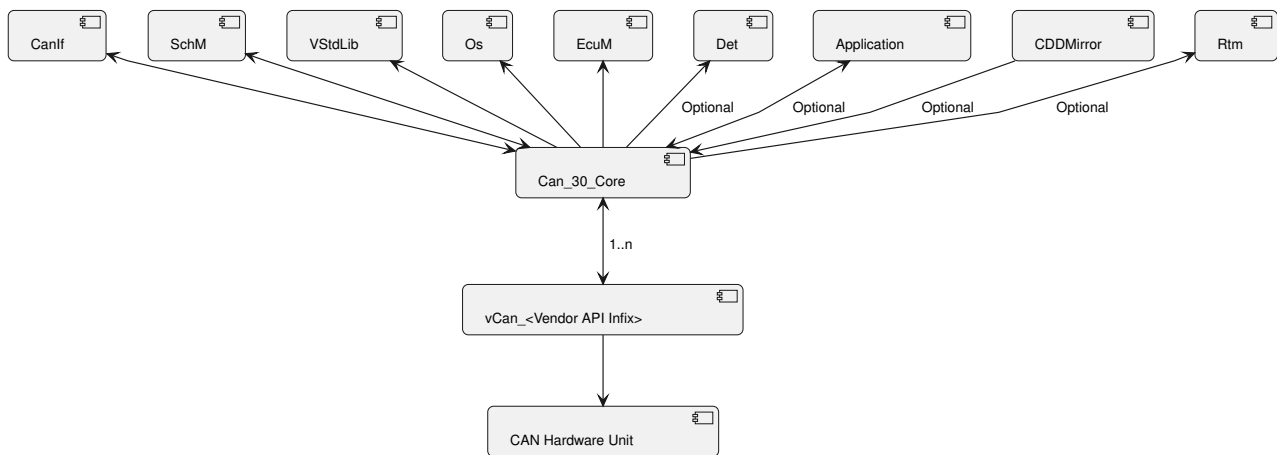 CanIf
SchM
VStdLib
Os
EcuM
Det
Application
CDDMirror
Rtm
Optional
Optional
Optional
Optional
Can_30_Core
1..n
vCan_<Vendor API Infix>
CAN Hardware Unit